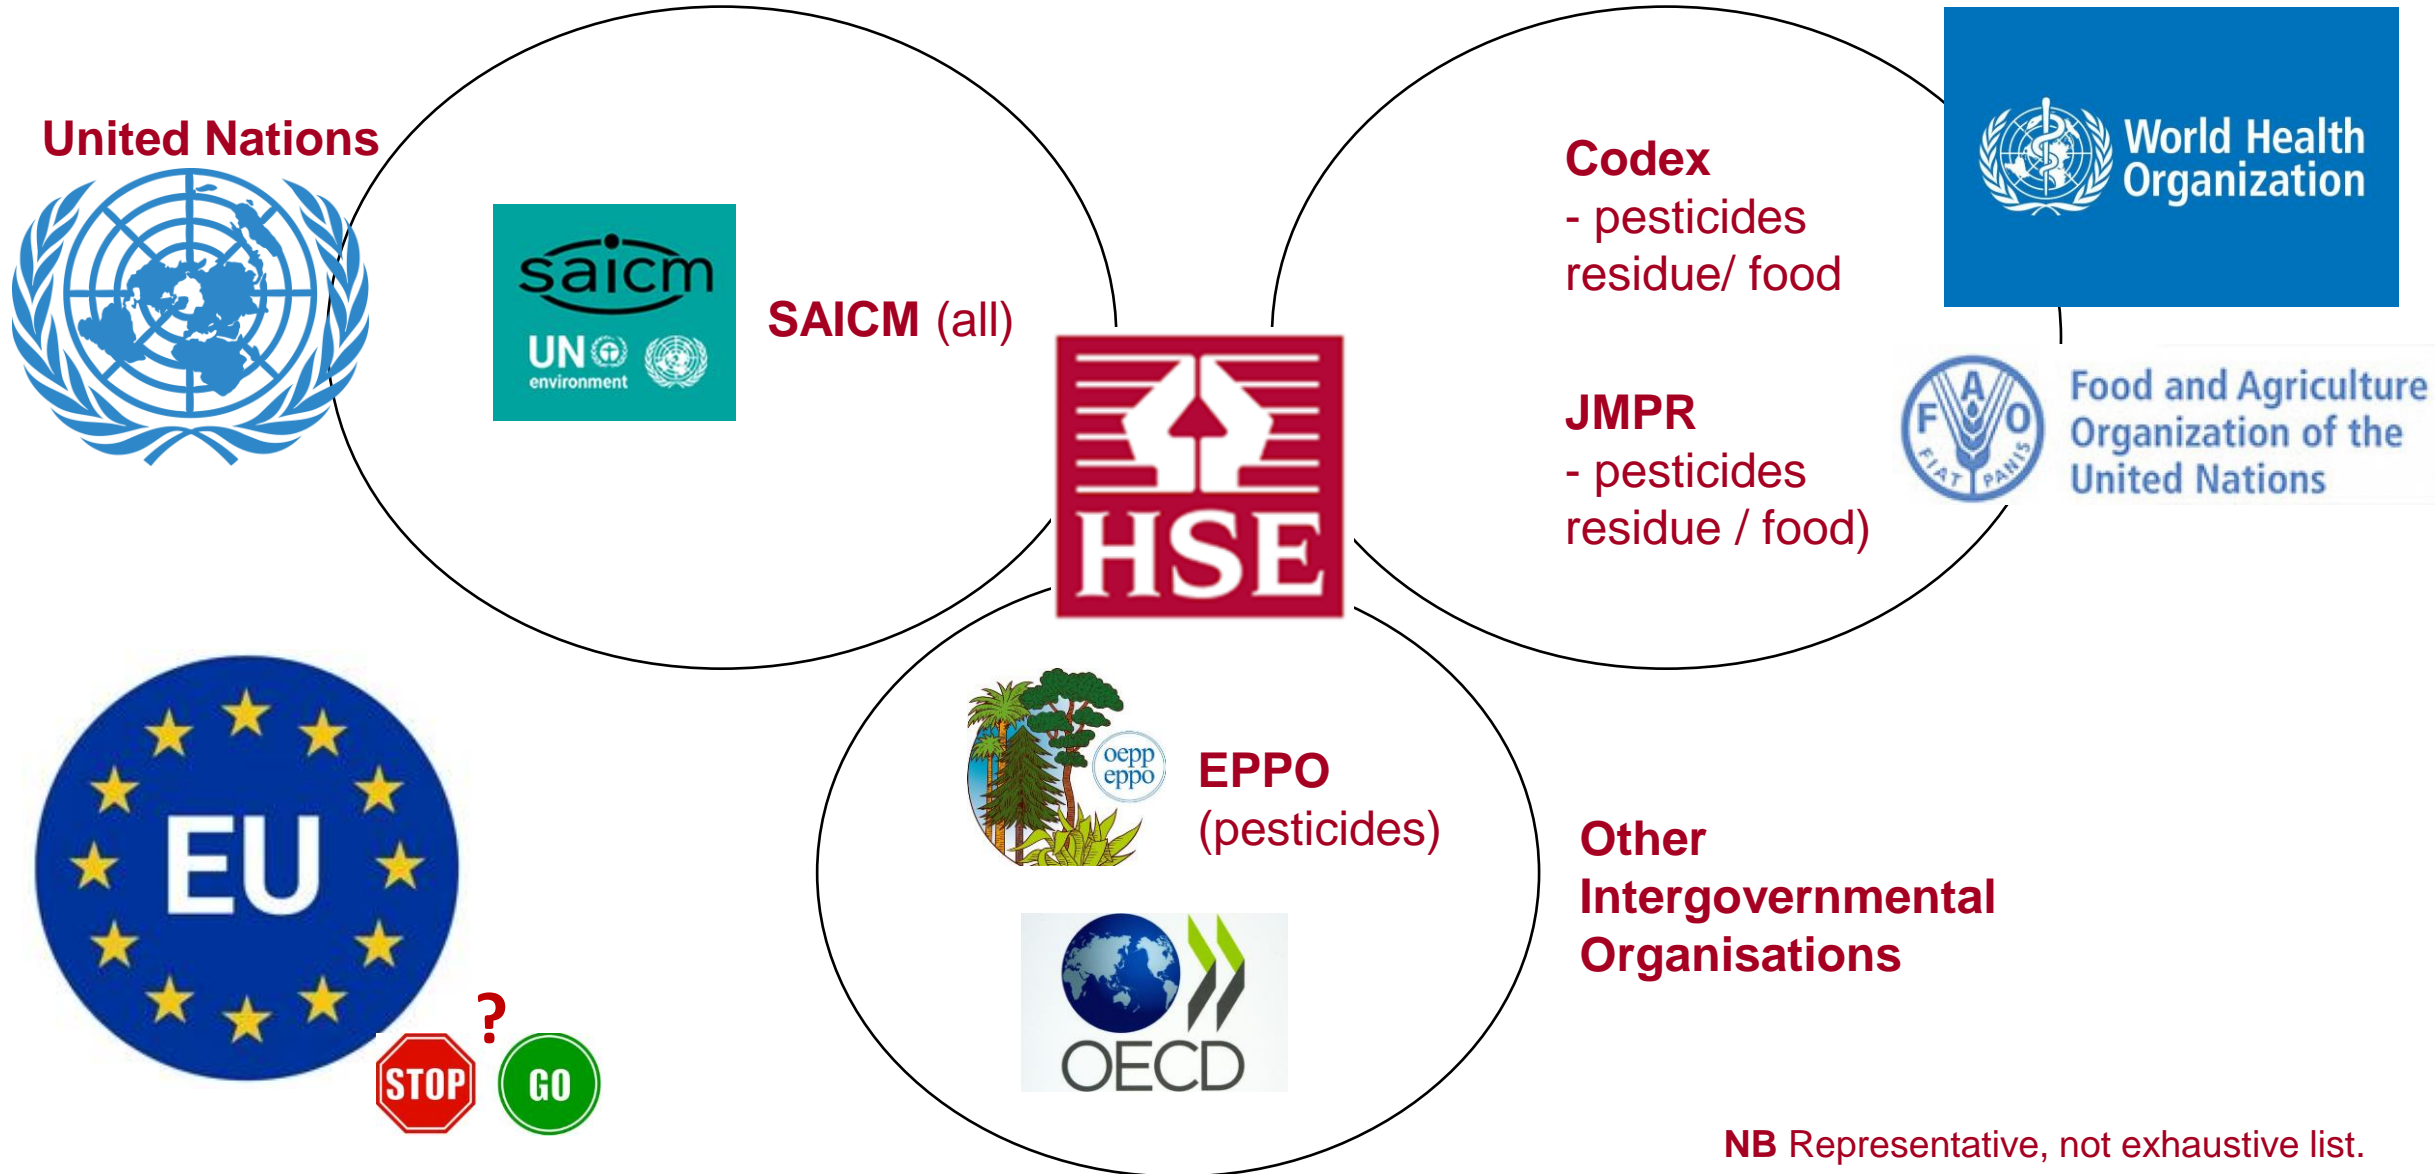 United Nations
saicm
UN
environment
SAICM (all)
Codex
- pesticides
residue/ food
JMPR
- pesticides
residue / food)
World Health
Organization
F A O
FIAT PANIS
Food and Agriculture
Organization of the
United Nations
HSE
oepp
eppo
EPPO
(pesticides)
OECD
Other
Intergovernmental
Organisations
EU
?
STOP
GO
NB Representative, not exhaustive list.